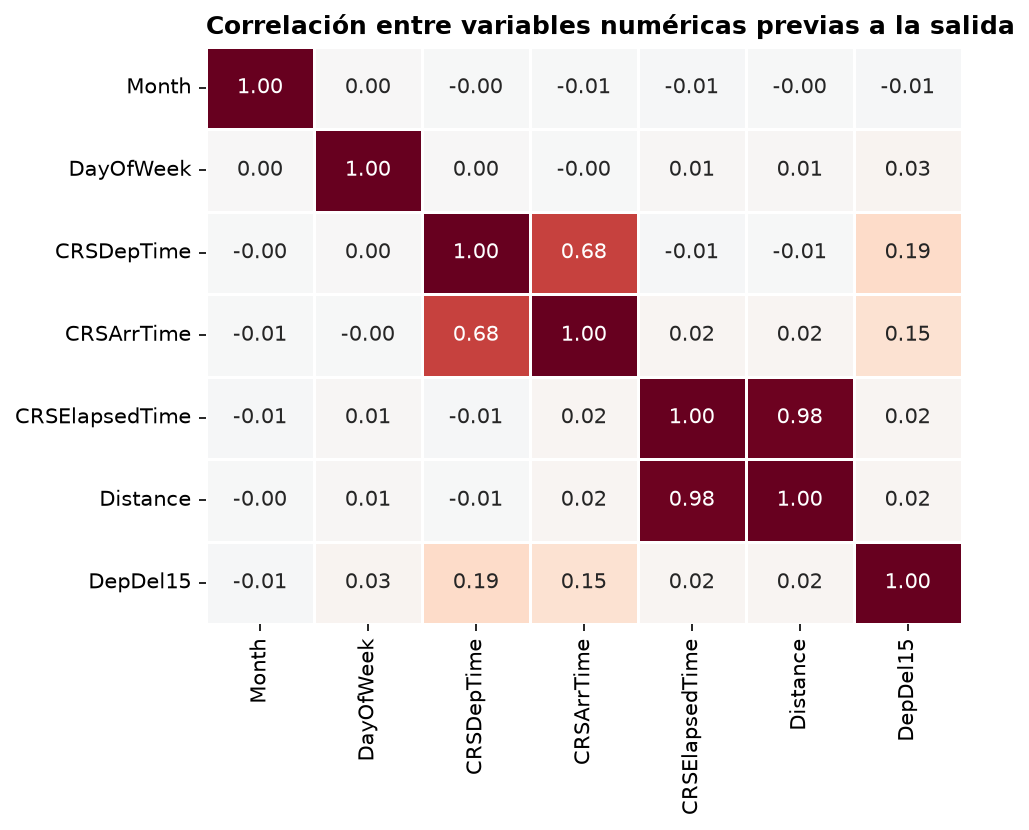 Correlación entre variables numéricas previas a la salida
Month 1.00 0.00 -0.00 -0.01 -0.01 -0.00 -0.01
DayOfWeek 0.00 1.00 0.00 -0.00 0.01 0.01 0.03
CRSDepTime -0.00 0.00 1.00 0.68 -0.01 -0.01 0.19
CRSArrTime -0.01 -0.00 0.68 1.00 0.02 0.02 0.15
CRSElapsedTime -0.01 0.01 -0.01 0.02 1.00 0.98 0.02
Distance -0.00 0.01 -0.01 0.02 0.98 1.00 0.02
DepDel15 -0.01 0.03 0.19 0.15 0.02 0.02 1.00
Month
DayOfWeek
CRSDepTime
CRSArrTime
CRSElapsedTime
Distance
DepDel15